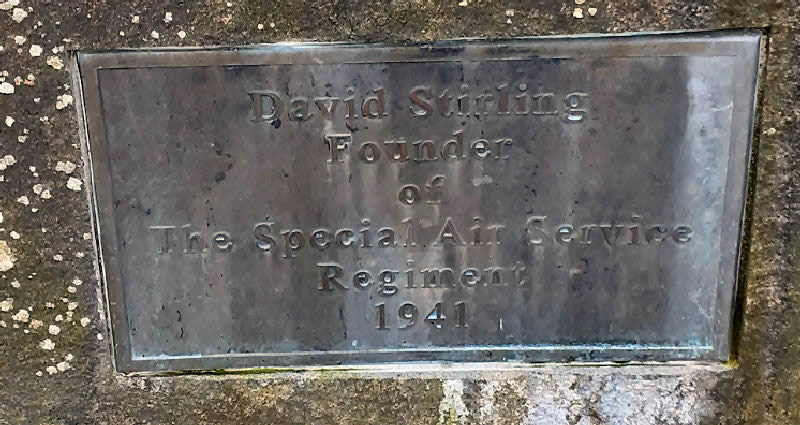 David Stirling
Founder
of
The Special Air Service
Regiment
1941